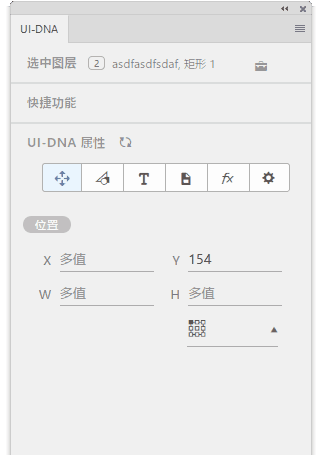 UI-DNA
选中图层 2 asdfasdfsdaf, 矩形 1
快捷功能
UI-DNA 属性
T fx
位置
X 多值 Y 154
W 多值 H 多值